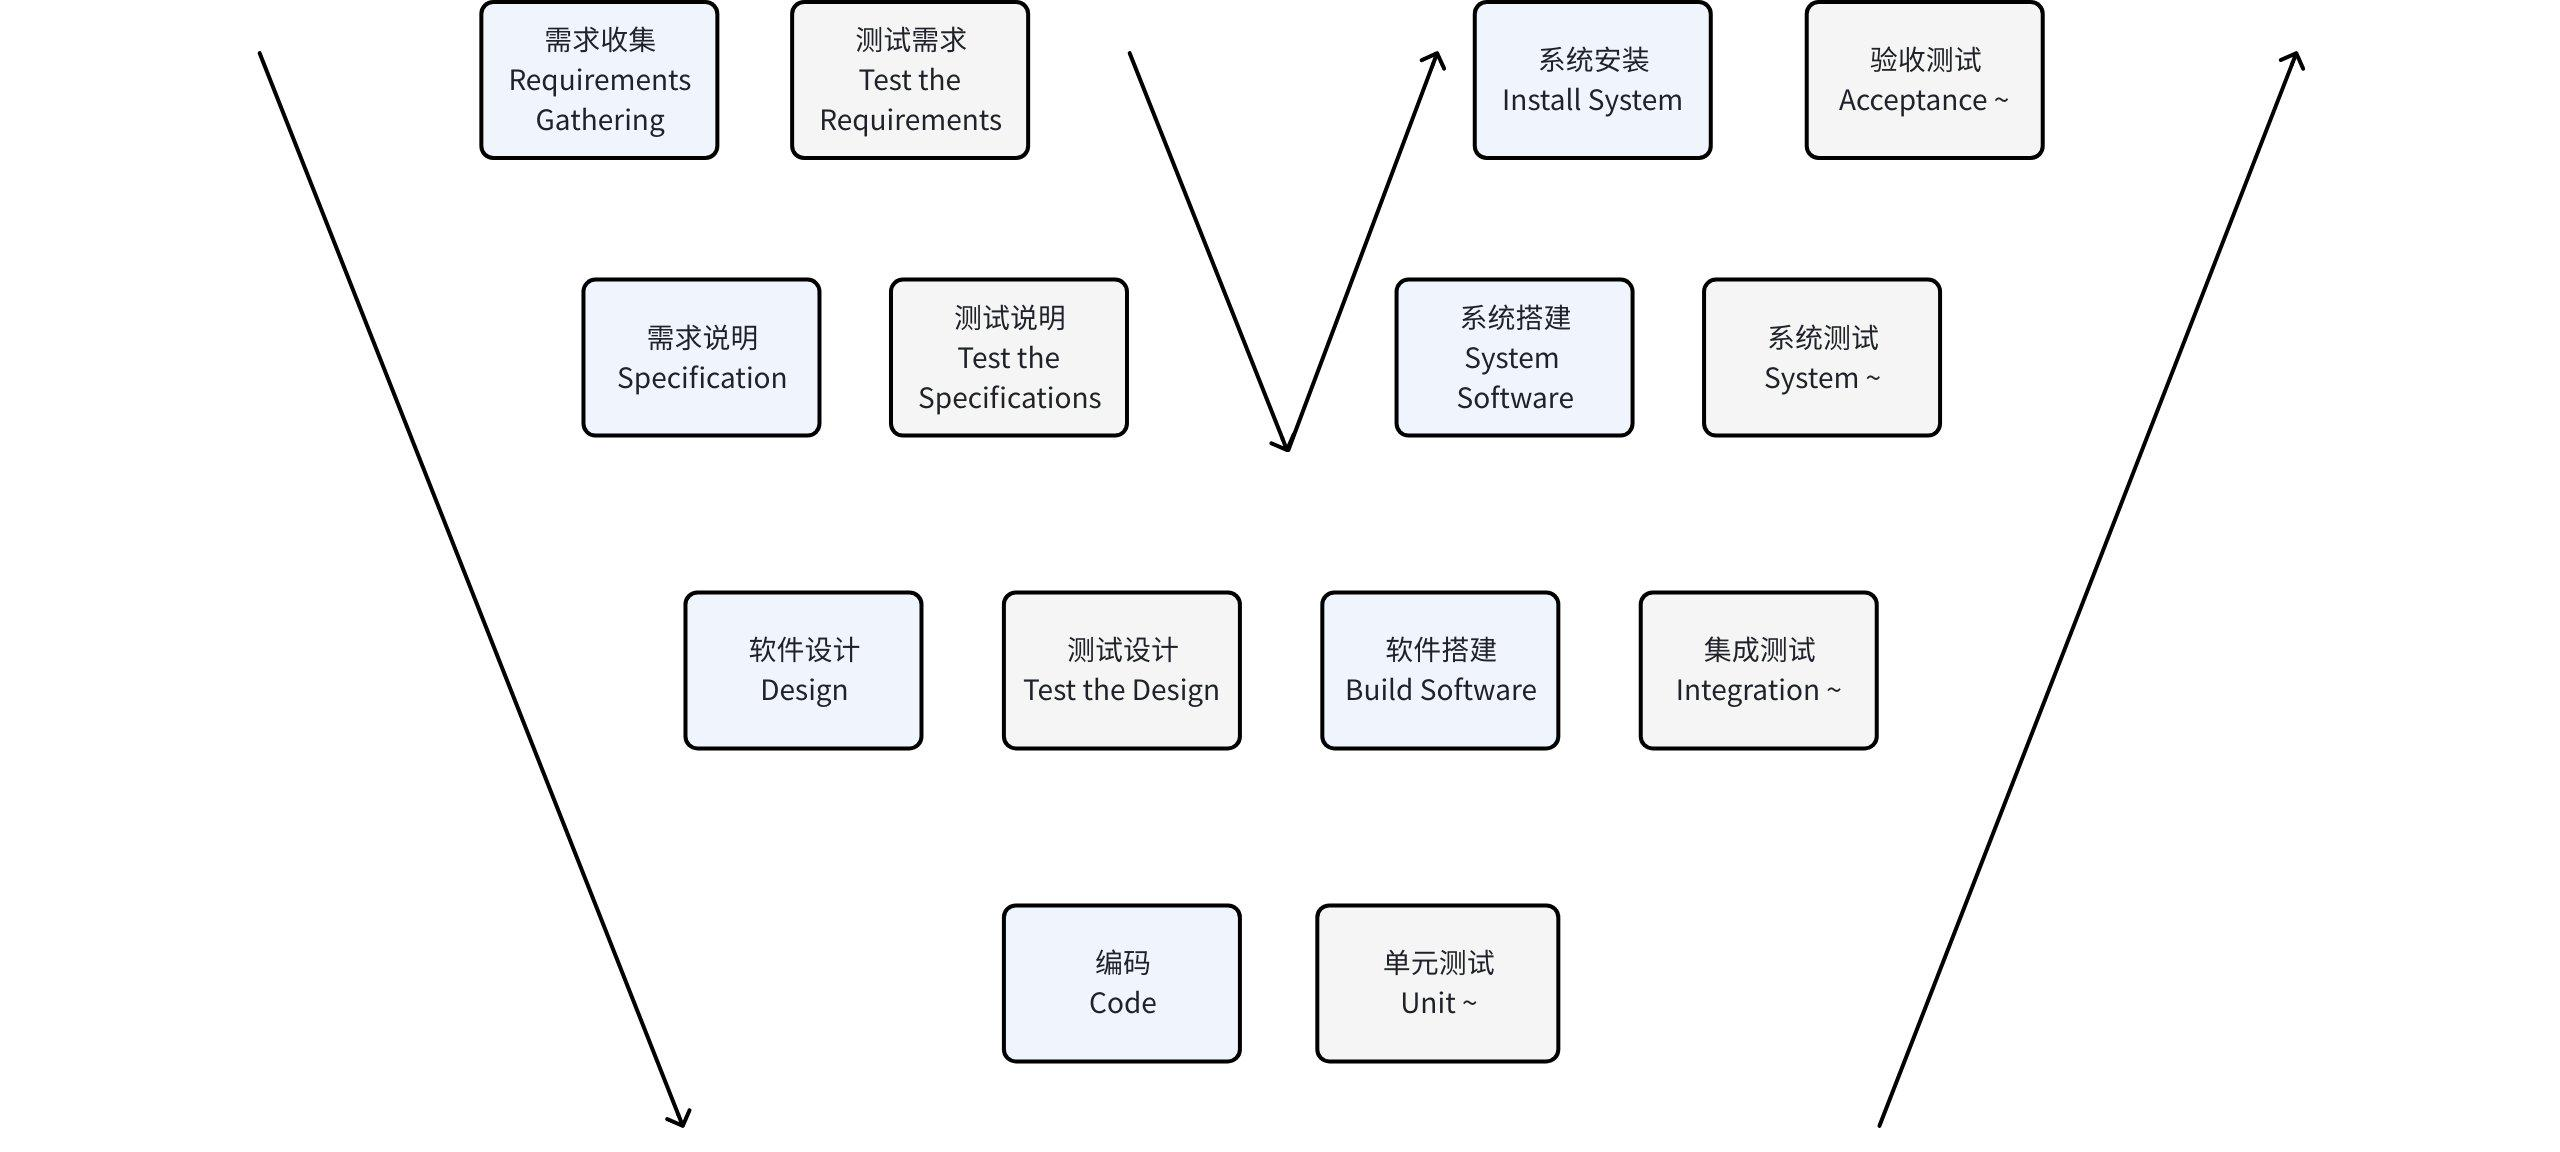 需求收集
Requirements
Gathering
测试需求
Test the
Requirements
系统安装
Install System
验收测试
Acceptance ~
需求说明
Specification
测试说明
Test the
Specifications
系统搭建
System
Software
系统测试
System ~
软件设计
Design
测试设计
Test the Design
软件搭建
Build Software
集成测试
Integration ~
编码
Code
单元测试
Unit ~